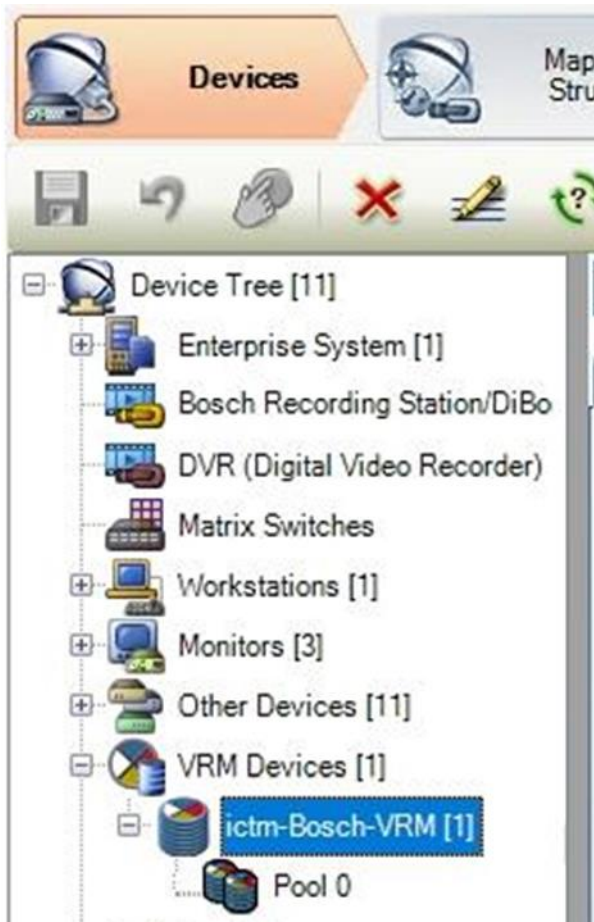 Devices
Map
Stru
Device Tree [11]
Enterprise System [1]
Bosch Recording Station/DiBo
DVR (Digital Video Recorder)
Matrix Switches
Workstations [1]
Monitors [3]
Other Devices [11]
VRM Devices [1]
ictm-Bosch-VRM [1]
Pool 0